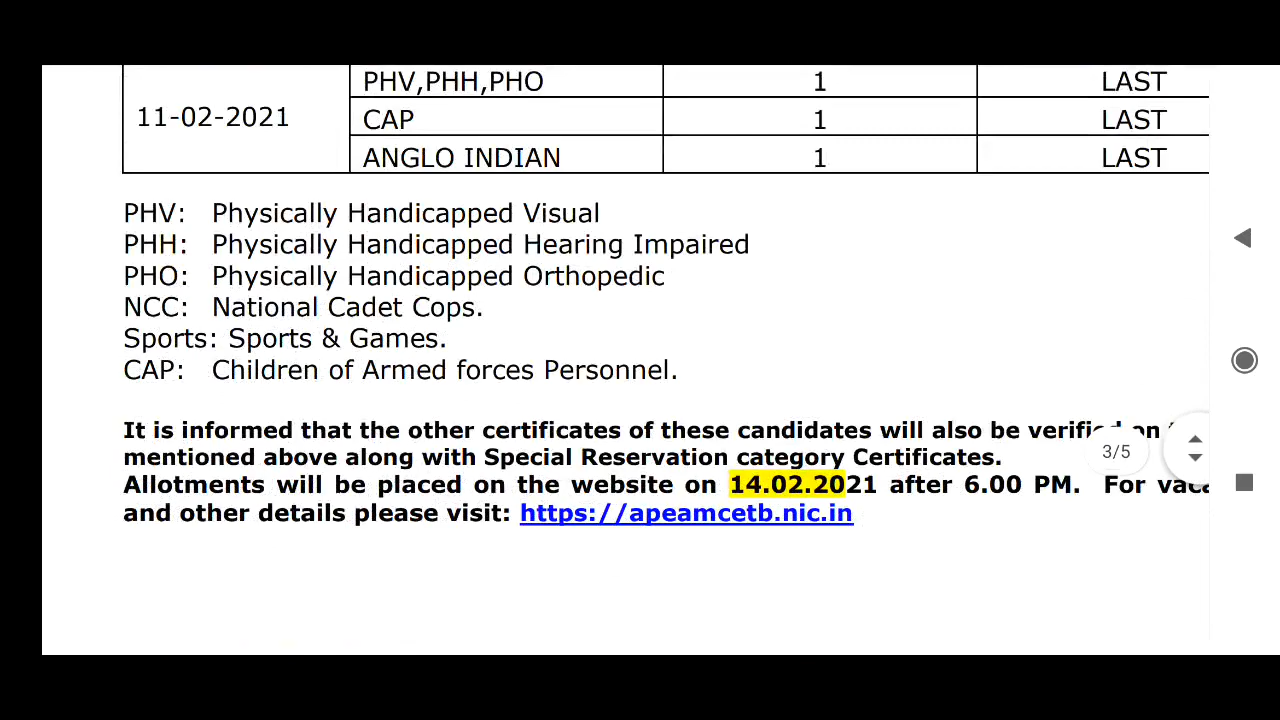 PHV,PHH,PHO 1 LAST
11-02-2021
CAP 1 LAST
ANGLO INDIAN 1 LAST
PHV: Physically Handicapped Visual
PHH: Physically Handicapped Hearing Impaired
PHO: Physically Handicapped Orthopedic
NCC: National Cadet Cops.
Sports: Sports & Games.
CAP: Children of Armed forces Personnel.
It is informed that the other certificates of these candidates will also be verified on
3/5
mentioned above along with Special Reservation category Certificates.
Allotments will be placed on the website on 14.02.2021 after 6.00 PM. For
and other details please visit: https://apeamcetb.nic.in